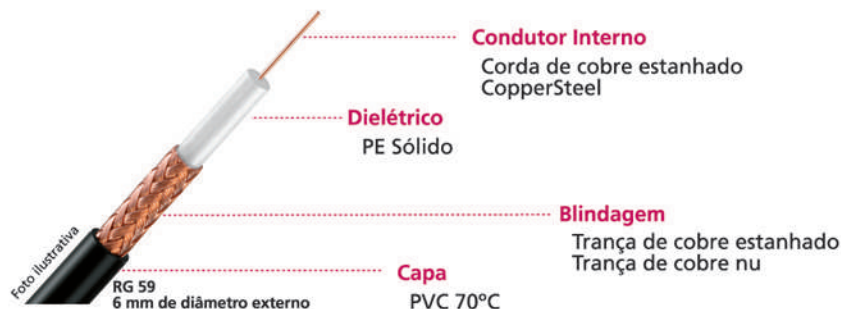 Condutor Interno
Corda de cobre estanhado
CopperSteel
Dielétrico
PE Sólido
Blindagem
Trança de cobre estanhado
Trança de cobre nu
Capa
PVC 70ºC
Foto ilustrativa
RG 59
6 mm de diâmetro externo